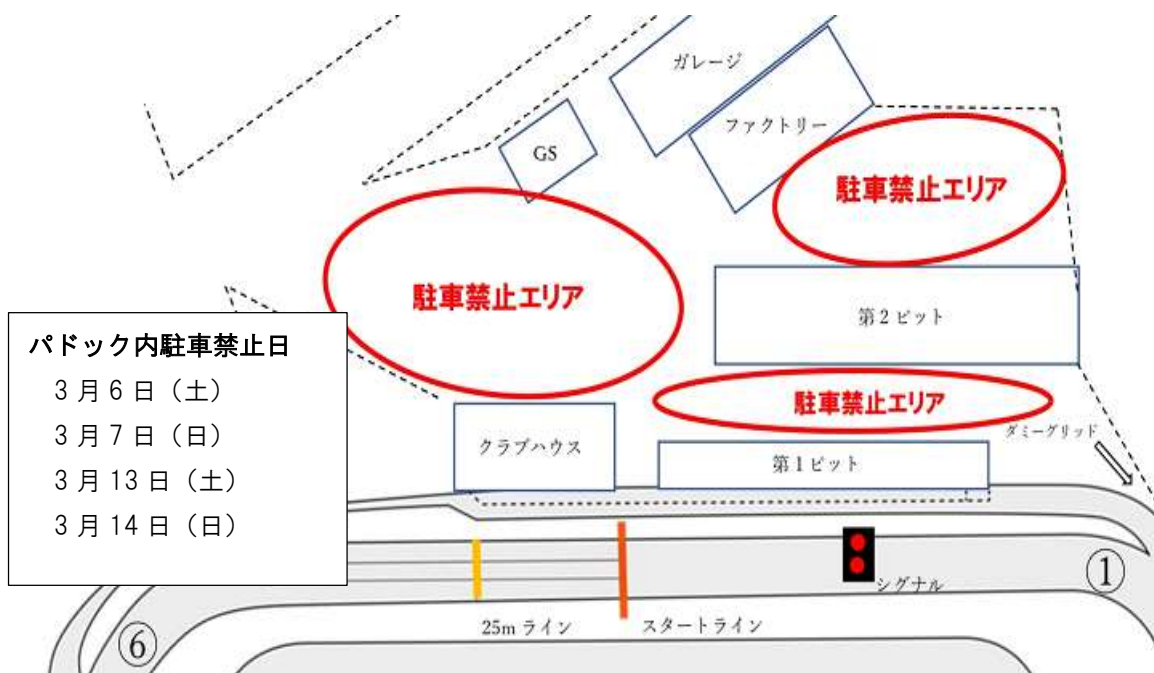 ガレージ
ファクトリー
GS
駐車禁止エリア
駐車禁止エリア
第2ピット
パドック内駐車禁止日
3月6日（土）
3月7日（日）
3月13日（土）
3月14日（日）
駐車禁止エリア
ダミーグリッド
クラブハウス
第1ピット
シグナル
①
25mライン
スタートライン
⑥